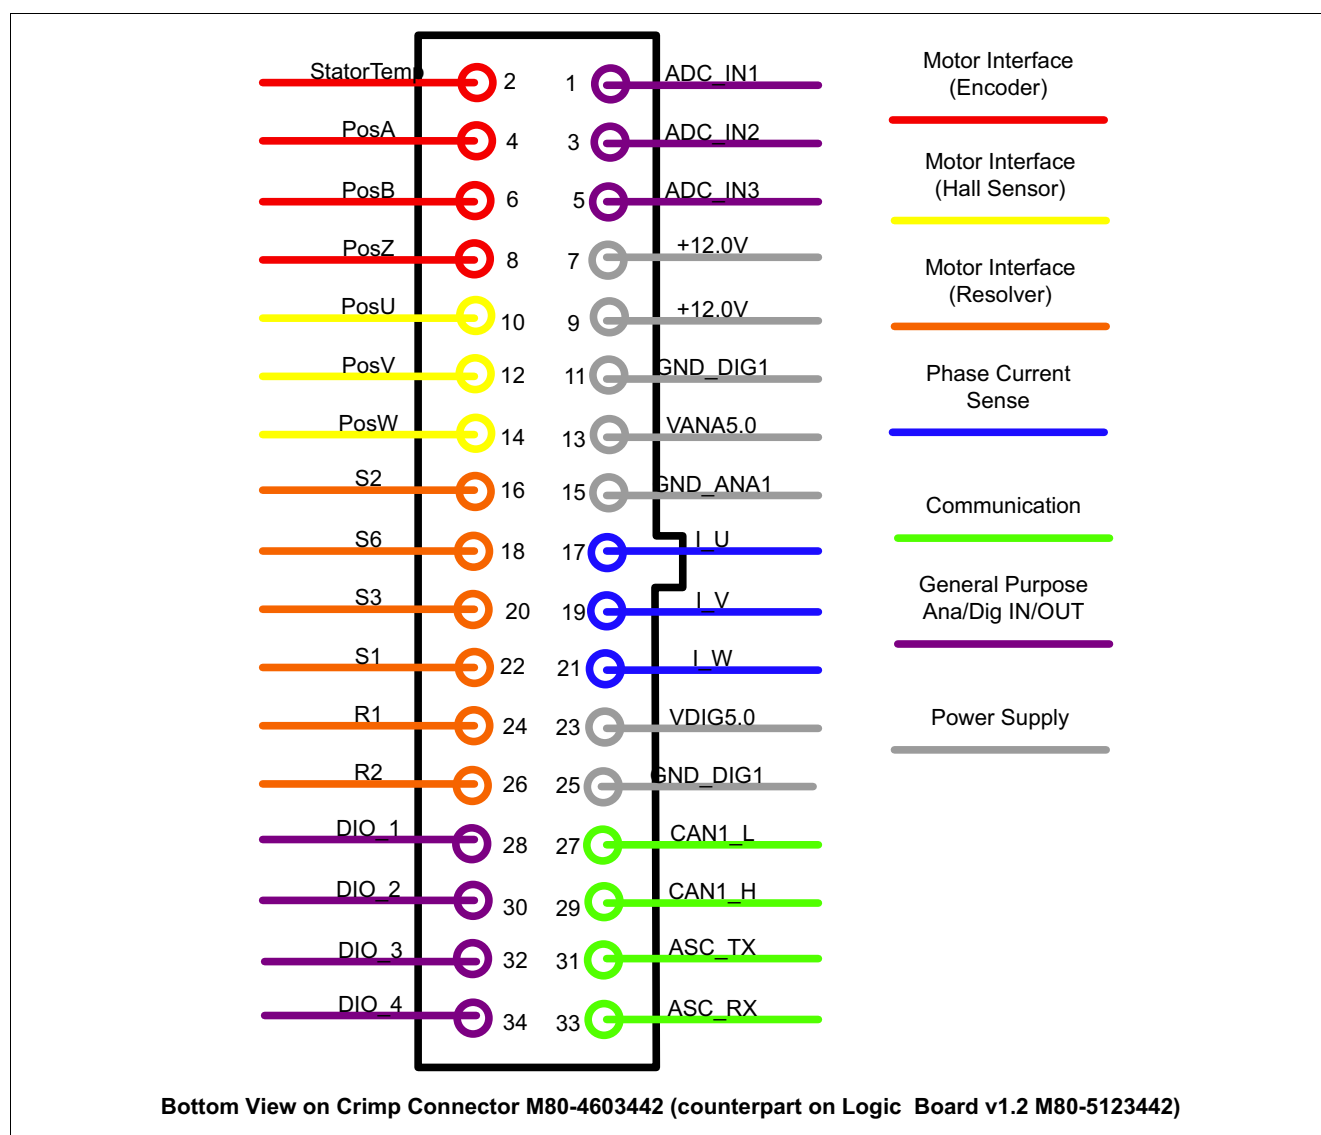 StatorTemp 2 1 ADC_IN1
PosA 4 3 ADC_IN2
PosB 6 5 ADC_IN3
PosZ 8 7 +12.0V
PosU 10 9 +12.0V
PosV 12 11 GND_DIG1
PosW 14 13 VANA5.0
S2 16 15 GND_ANA1
S6 18 17 I_U
S3 20 19 I_V
S1 22 21 I_W
R1 24 23 VDIG5.0
R2 26 25 GND_DIG1
DIO_1 28 27 CAN1_L
DIO_2 30 29 CAN1_H
DIO_3 32 31 ASC_TX
DIO_4 34 33 ASC_RX
Motor Interface
(Encoder)
Motor Interface
(Hall Sensor)
Motor Interface
(Resolver)
Phase Current
Sense
Communication
General Purpose
Ana/Dig IN/OUT
Power Supply
Bottom View on Crimp Connector M80-4603442 (counterpart on Logic Board v1.2 M80-5123442)